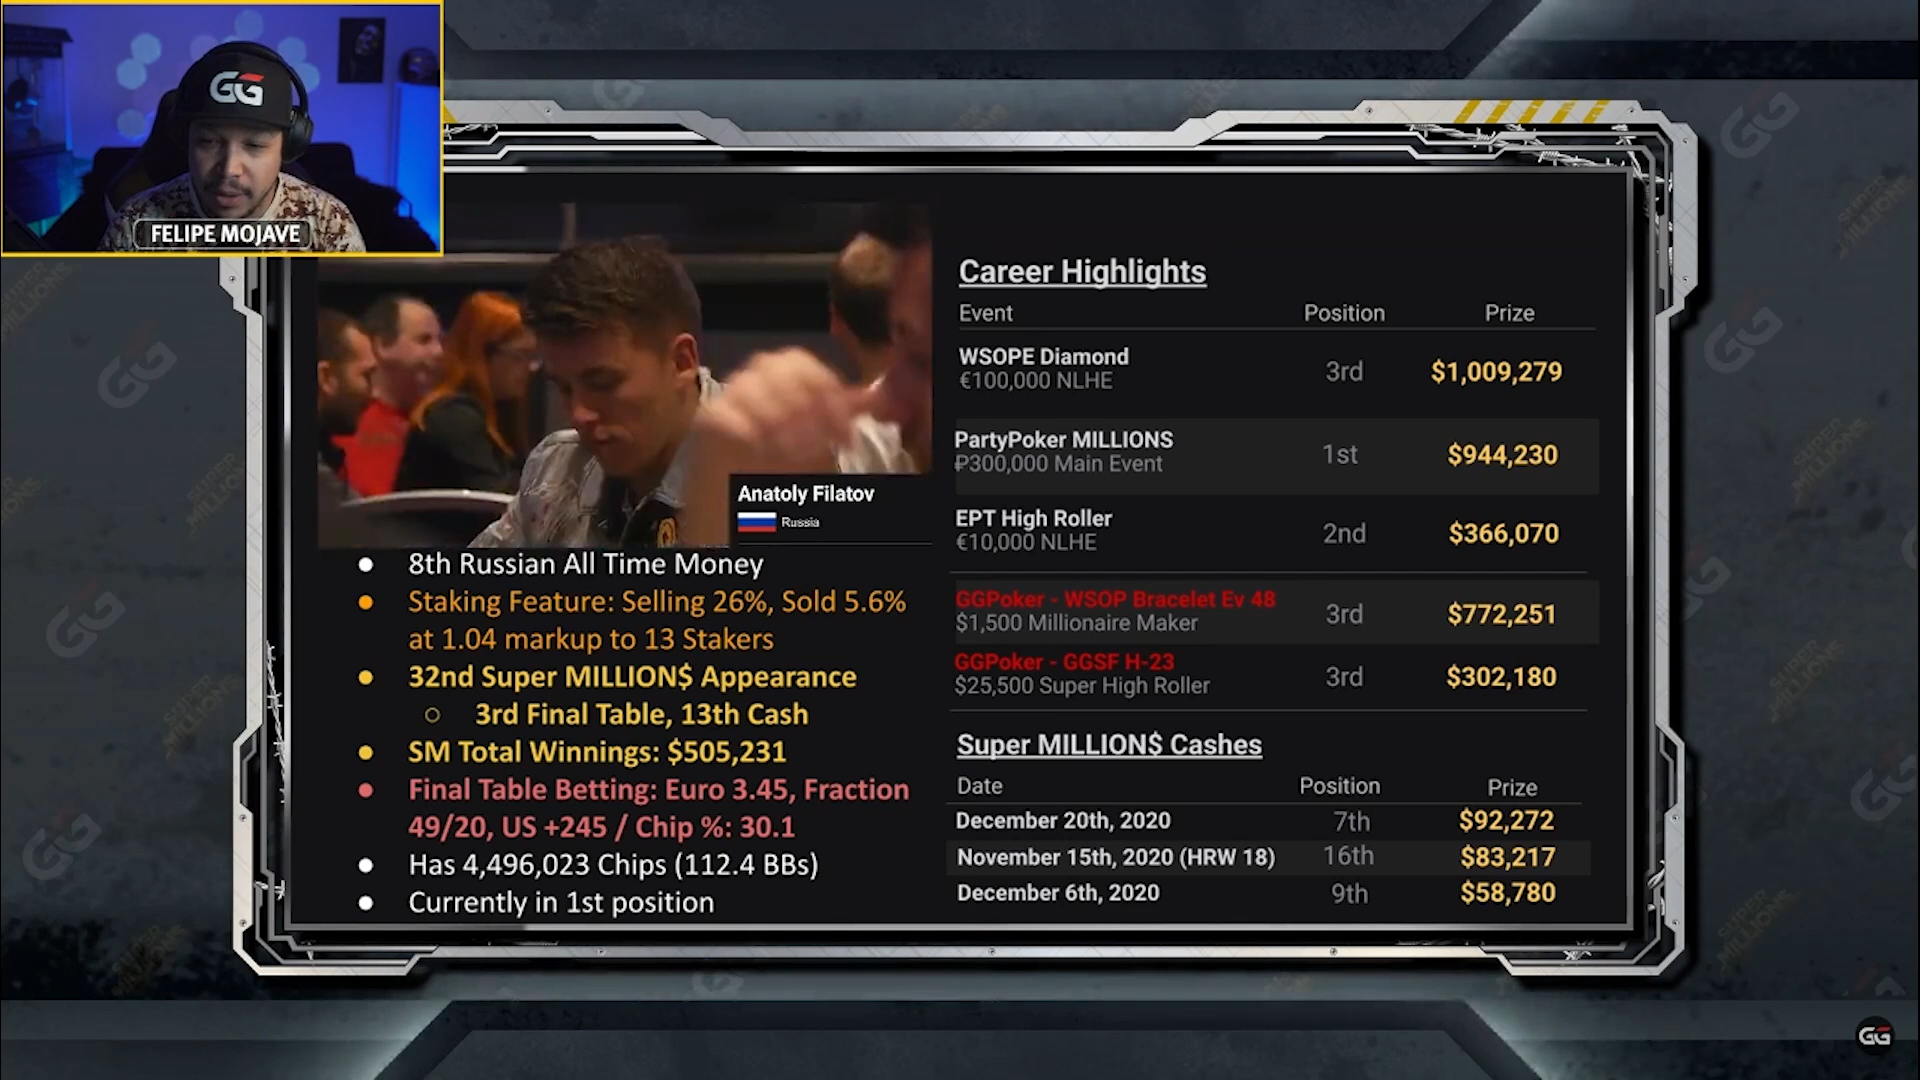 GG
FELIPE MOJAVE
Anatoly Filatov
Russia
8th Russian All Time Money
Staking Feature: Selling 26%, Sold 5.6%
at 1.04 markup to 13 Stakers
32nd Super MILLION$ Appearance
3rd Final Table, 13th Cash
SM Total Winnings: $505,231
Final Table Betting: Euro 3.45, Fraction
49/20, US +245 / Chip %: 30.1
Has 4,496,023 Chips (112.4 BBs)
Currently in 1st position
Career Highlights
Event Position Prize
WSOPE Diamond
€100,000 NLHE 3rd $1,009,279
PartyPoker MILLIONS
₽300,000 Main Event 1st $944,230
EPT High Roller
€10,000 NLHE 2nd $366,070
GGPoker - WSOP Bracelet Ev 48
$1,500 Millionaire Maker 3rd $772,251
GGPoker - GGSF H-23
$25,500 Super High Roller 3rd $302,180
Super MILLION$ Cashes
Date Position Prize
December 20th, 2020 7th $92,272
November 15th, 2020 (HRW 18) 16th $83,217
December 6th, 2020 9th $58,780
GG